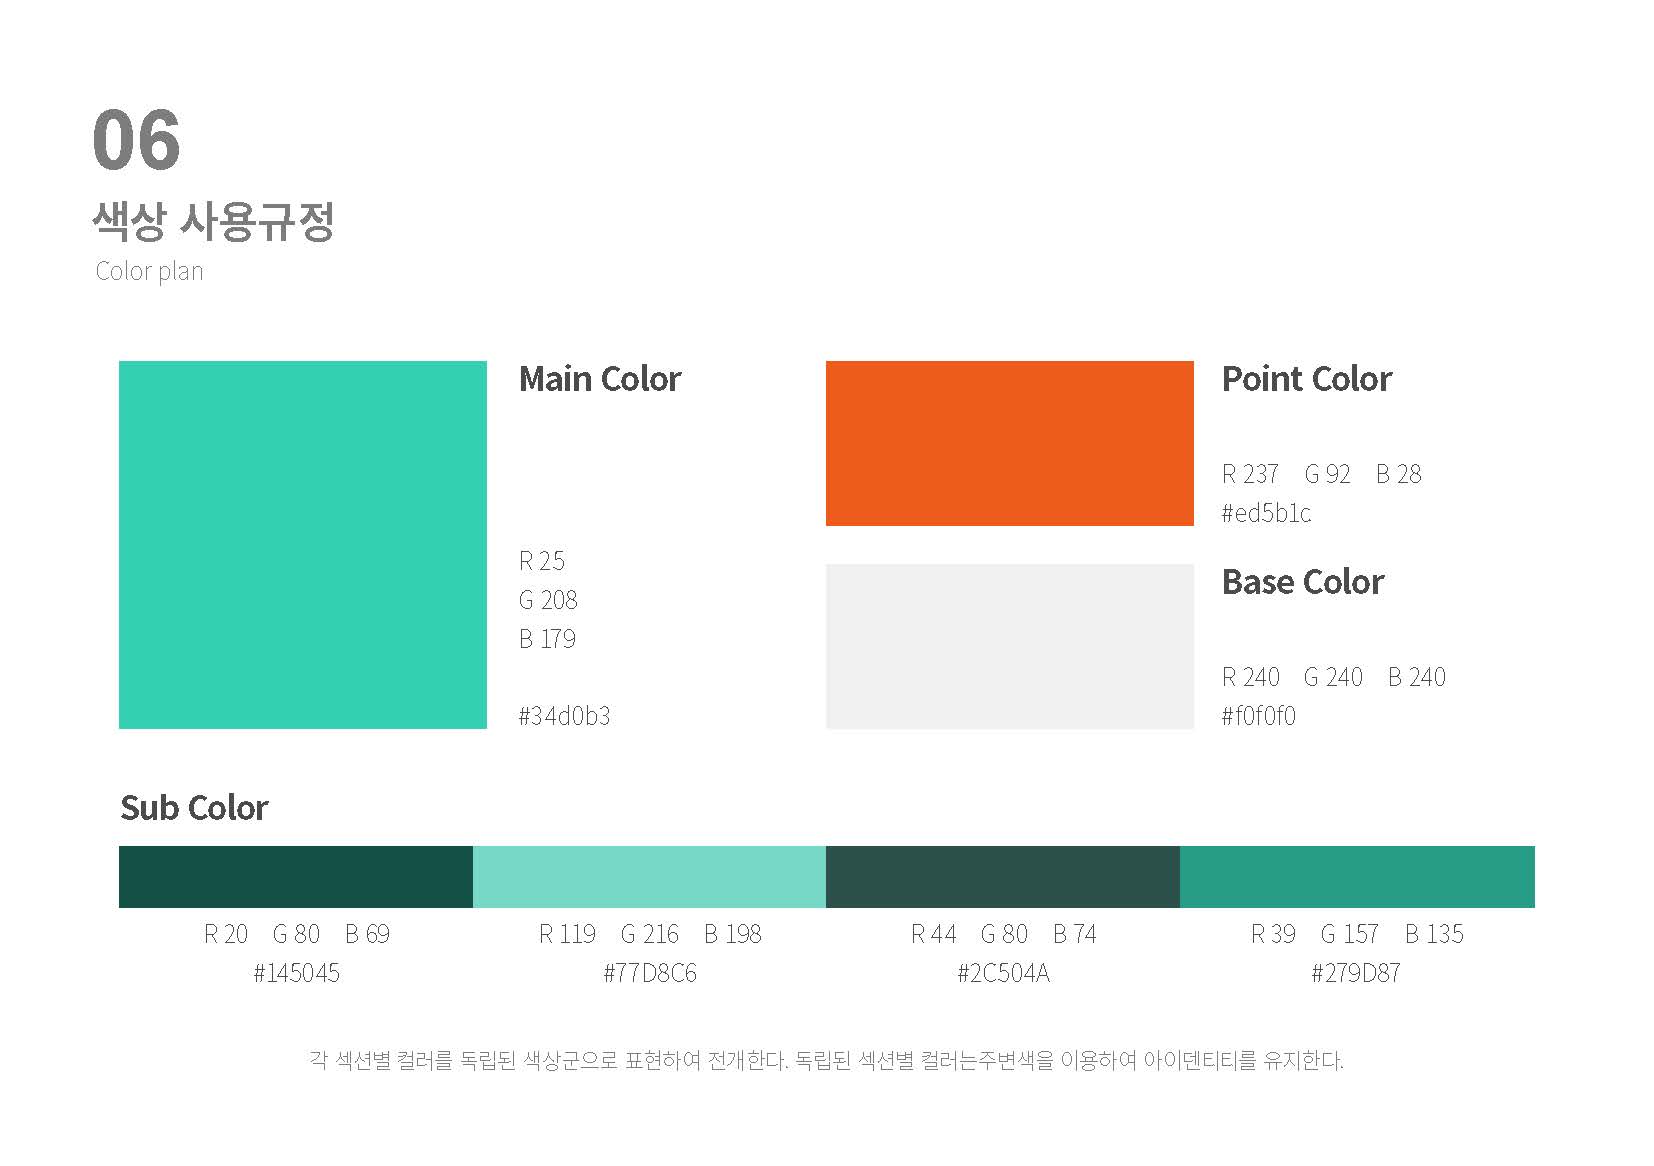 06
색상 사용규정
Color plan
Main Color
R 25
G 208
B 179
#34d0b3
Point Color
R 237 G 92 B 28
#ed5b1c
Base Color
R 240 G 240 B 240
#f0f0f0
Sub Color
R 20 G 80 B 69
#145045
R 119 G 216 B 198
#77D8C6
R 44 G 80 B 74
#2C504A
R 39 G 157 B 135
#279D87
각 섹션별 컬러를 독립된 색상군으로 표현하여 전개한다. 독립된 섹션별 컬러는주변색을 이용하여 아이덴티티를 유지한다.